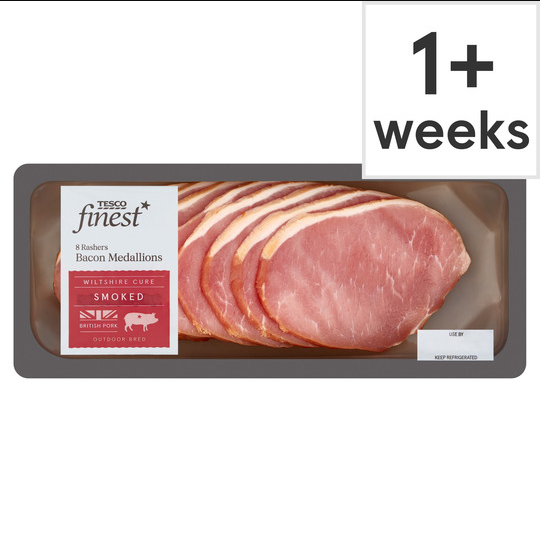 1+
weeks
TESCO
finest
8 Rashers
Bacon Medallions
WILTSHIRE CURE
SMOKED
BRITISH PORK
OUTDOOR BRED
USE BY
KEEP REFRIGERATED